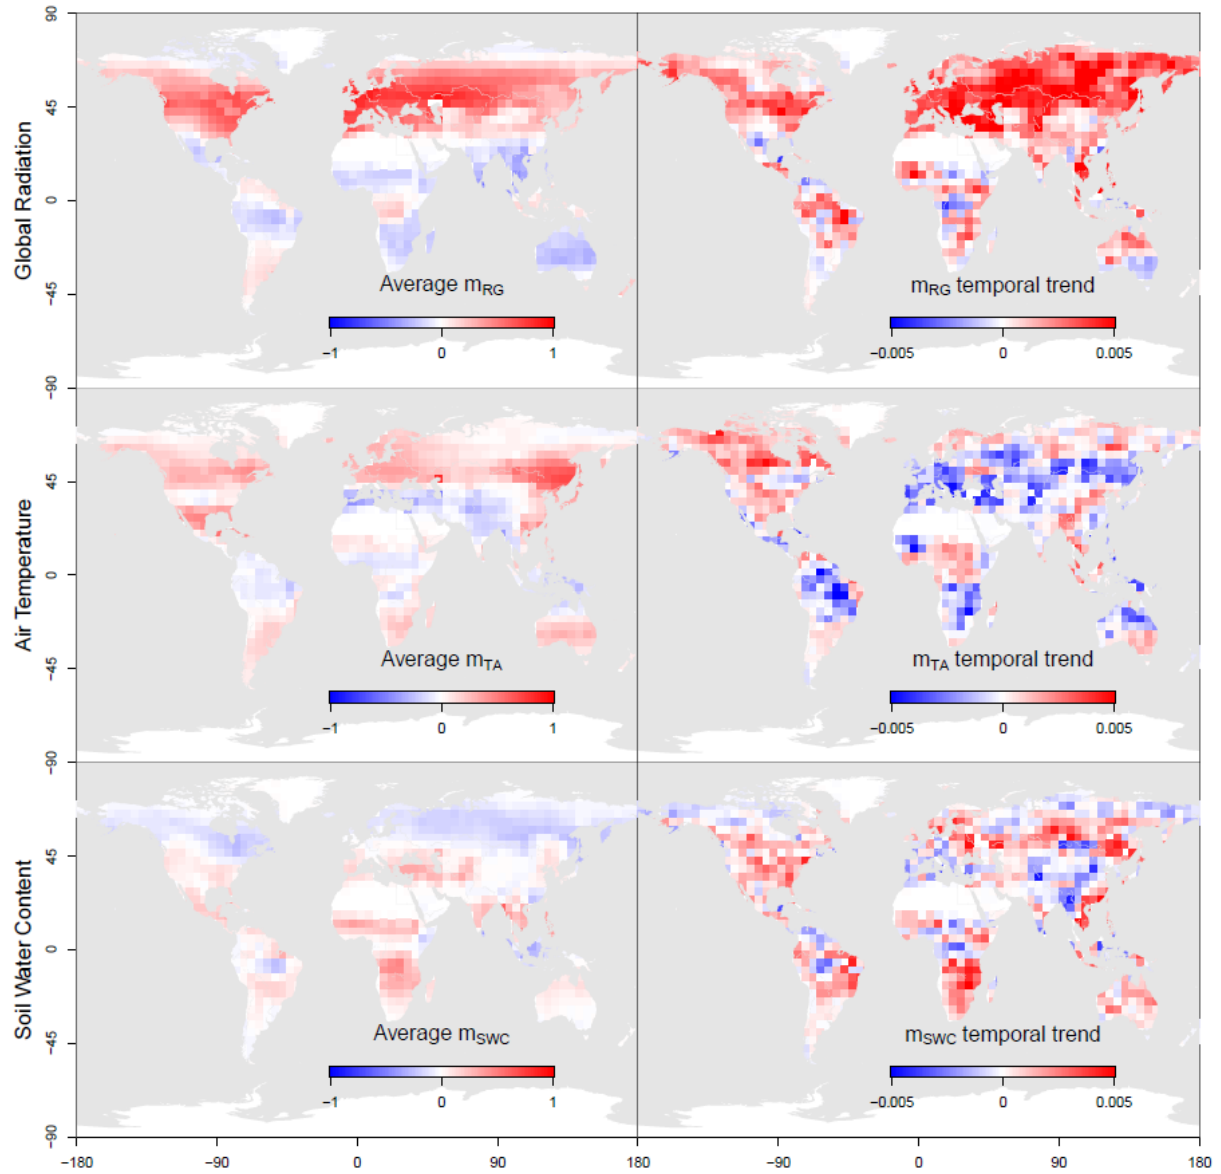 90
45
0
−45
−90
Global Radiation
Average mRG
−1 0 1
mRG temporal trend
−0.005 0 0.005
45
0
−45
−90
Air Temperature
Average mTA
−1 0 1
mTA temporal trend
−0.005 0 0.005
45
0
−45
−90
Soil Water Content
Average mSWC
−1 0 1
mSWC temporal trend
−0.005 0 0.005
−180 −90 0 90 180 −90 0 90 180